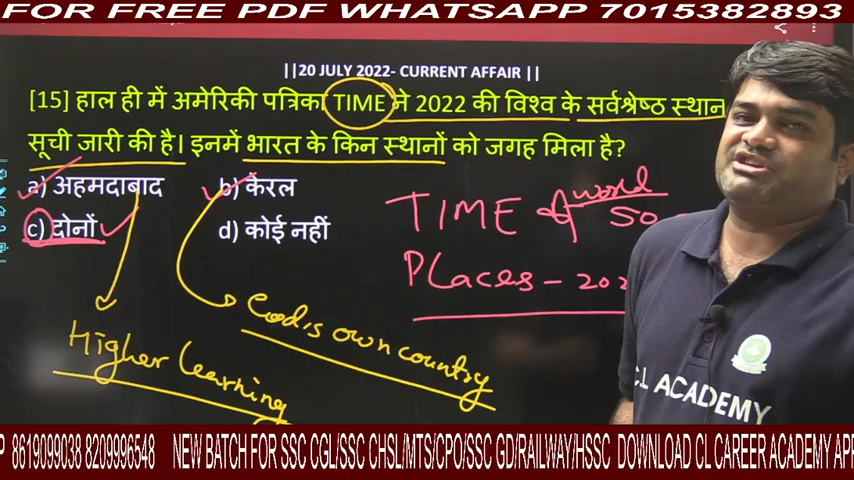 FOR FREE PDF WHATSAPP 7015382893
||20 JULY 2022- CURRENT AFFAIR ||
[15] हाल ही में अमेरिकी पत्रिका TIME ने 2022 की विश्व के सर्वश्रेष्ठ स्थान
सूची जारी की है। इनमें भारत के किन स्थानों को जगह मिला है?
a) अहमदाबाद
b) केरल
c) दोनों
d) कोई नहीं
TIME world 50
Places - 202
Higher learning
God's own country
C.L ACADEMY
P 8619099038 8209996548 NEW BATCH FOR SSC CGL/SSC CHSL/MTS/CPO/SSC GD/RAILWAY/HSSC DOWNLOAD CL CAREER ACADEMY APP